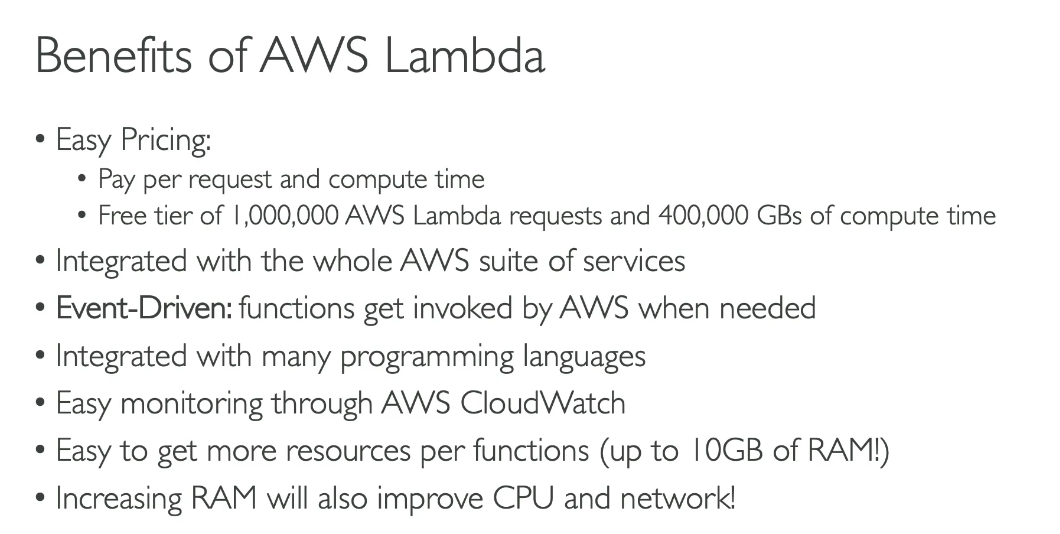 Benefits of AWS Lambda
• Easy Pricing:
• Pay per request and compute time
• Free tier of 1,000,000 AWS Lambda requests and 400,000 GBs of compute time
• Integrated with the whole AWS suite of services
• Event-Driven: functions get invoked by AWS when needed
• Integrated with many programming languages
• Easy monitoring through AWS CloudWatch
• Easy to get more resources per functions (up to 10GB of RAM!)
• Increasing RAM will also improve CPU and network!